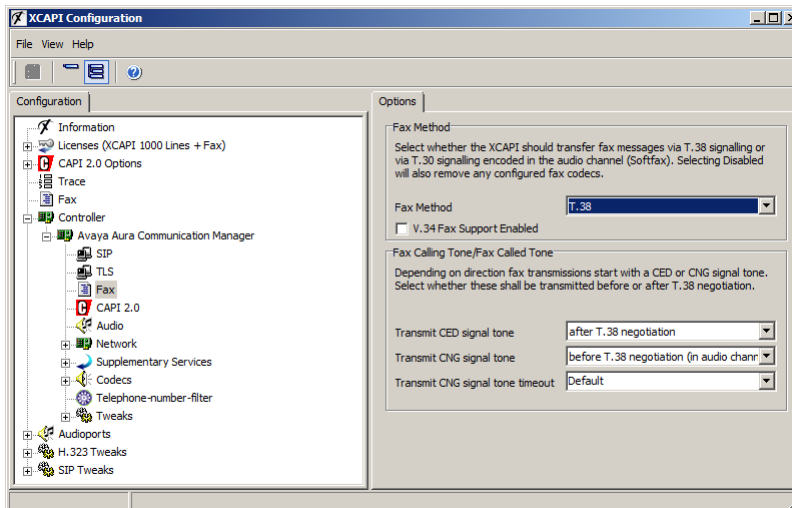 XCAPI Configuration
File View Help
Configuration
Information
Licenses (XCAPI 1000 Lines + Fax)
CAPI 2.0 Options
Trace
Fax
Controller
Avaya Aura Communication Manager
SIP
TLS
Fax
CAPI 2.0
Audio
Network
Supplementary Services
Codecs
Telephone-number-filter
Tweaks
Audioports
H.323 Tweaks
SIP Tweaks
Options
Fax Method
Select whether the XCAPI should transfer fax messages via T.38 signalling or
via T.30 signalling encoded in the audio channel (Softfax). Selecting Disabled
will also remove any configured fax codecs.
Fax Method T.38
V.34 Fax Support Enabled
Fax Calling Tone/Fax Called Tone
Depending on direction fax transmissions start with a CED or CNG signal tone.
Select whether these shall be transmitted before or after T.38 negotiation.
Transmit CED signal tone after T.38 negotiation
Transmit CNG signal tone before T.38 negotiation (in audio chann
Transmit CNG signal tone timeout Default